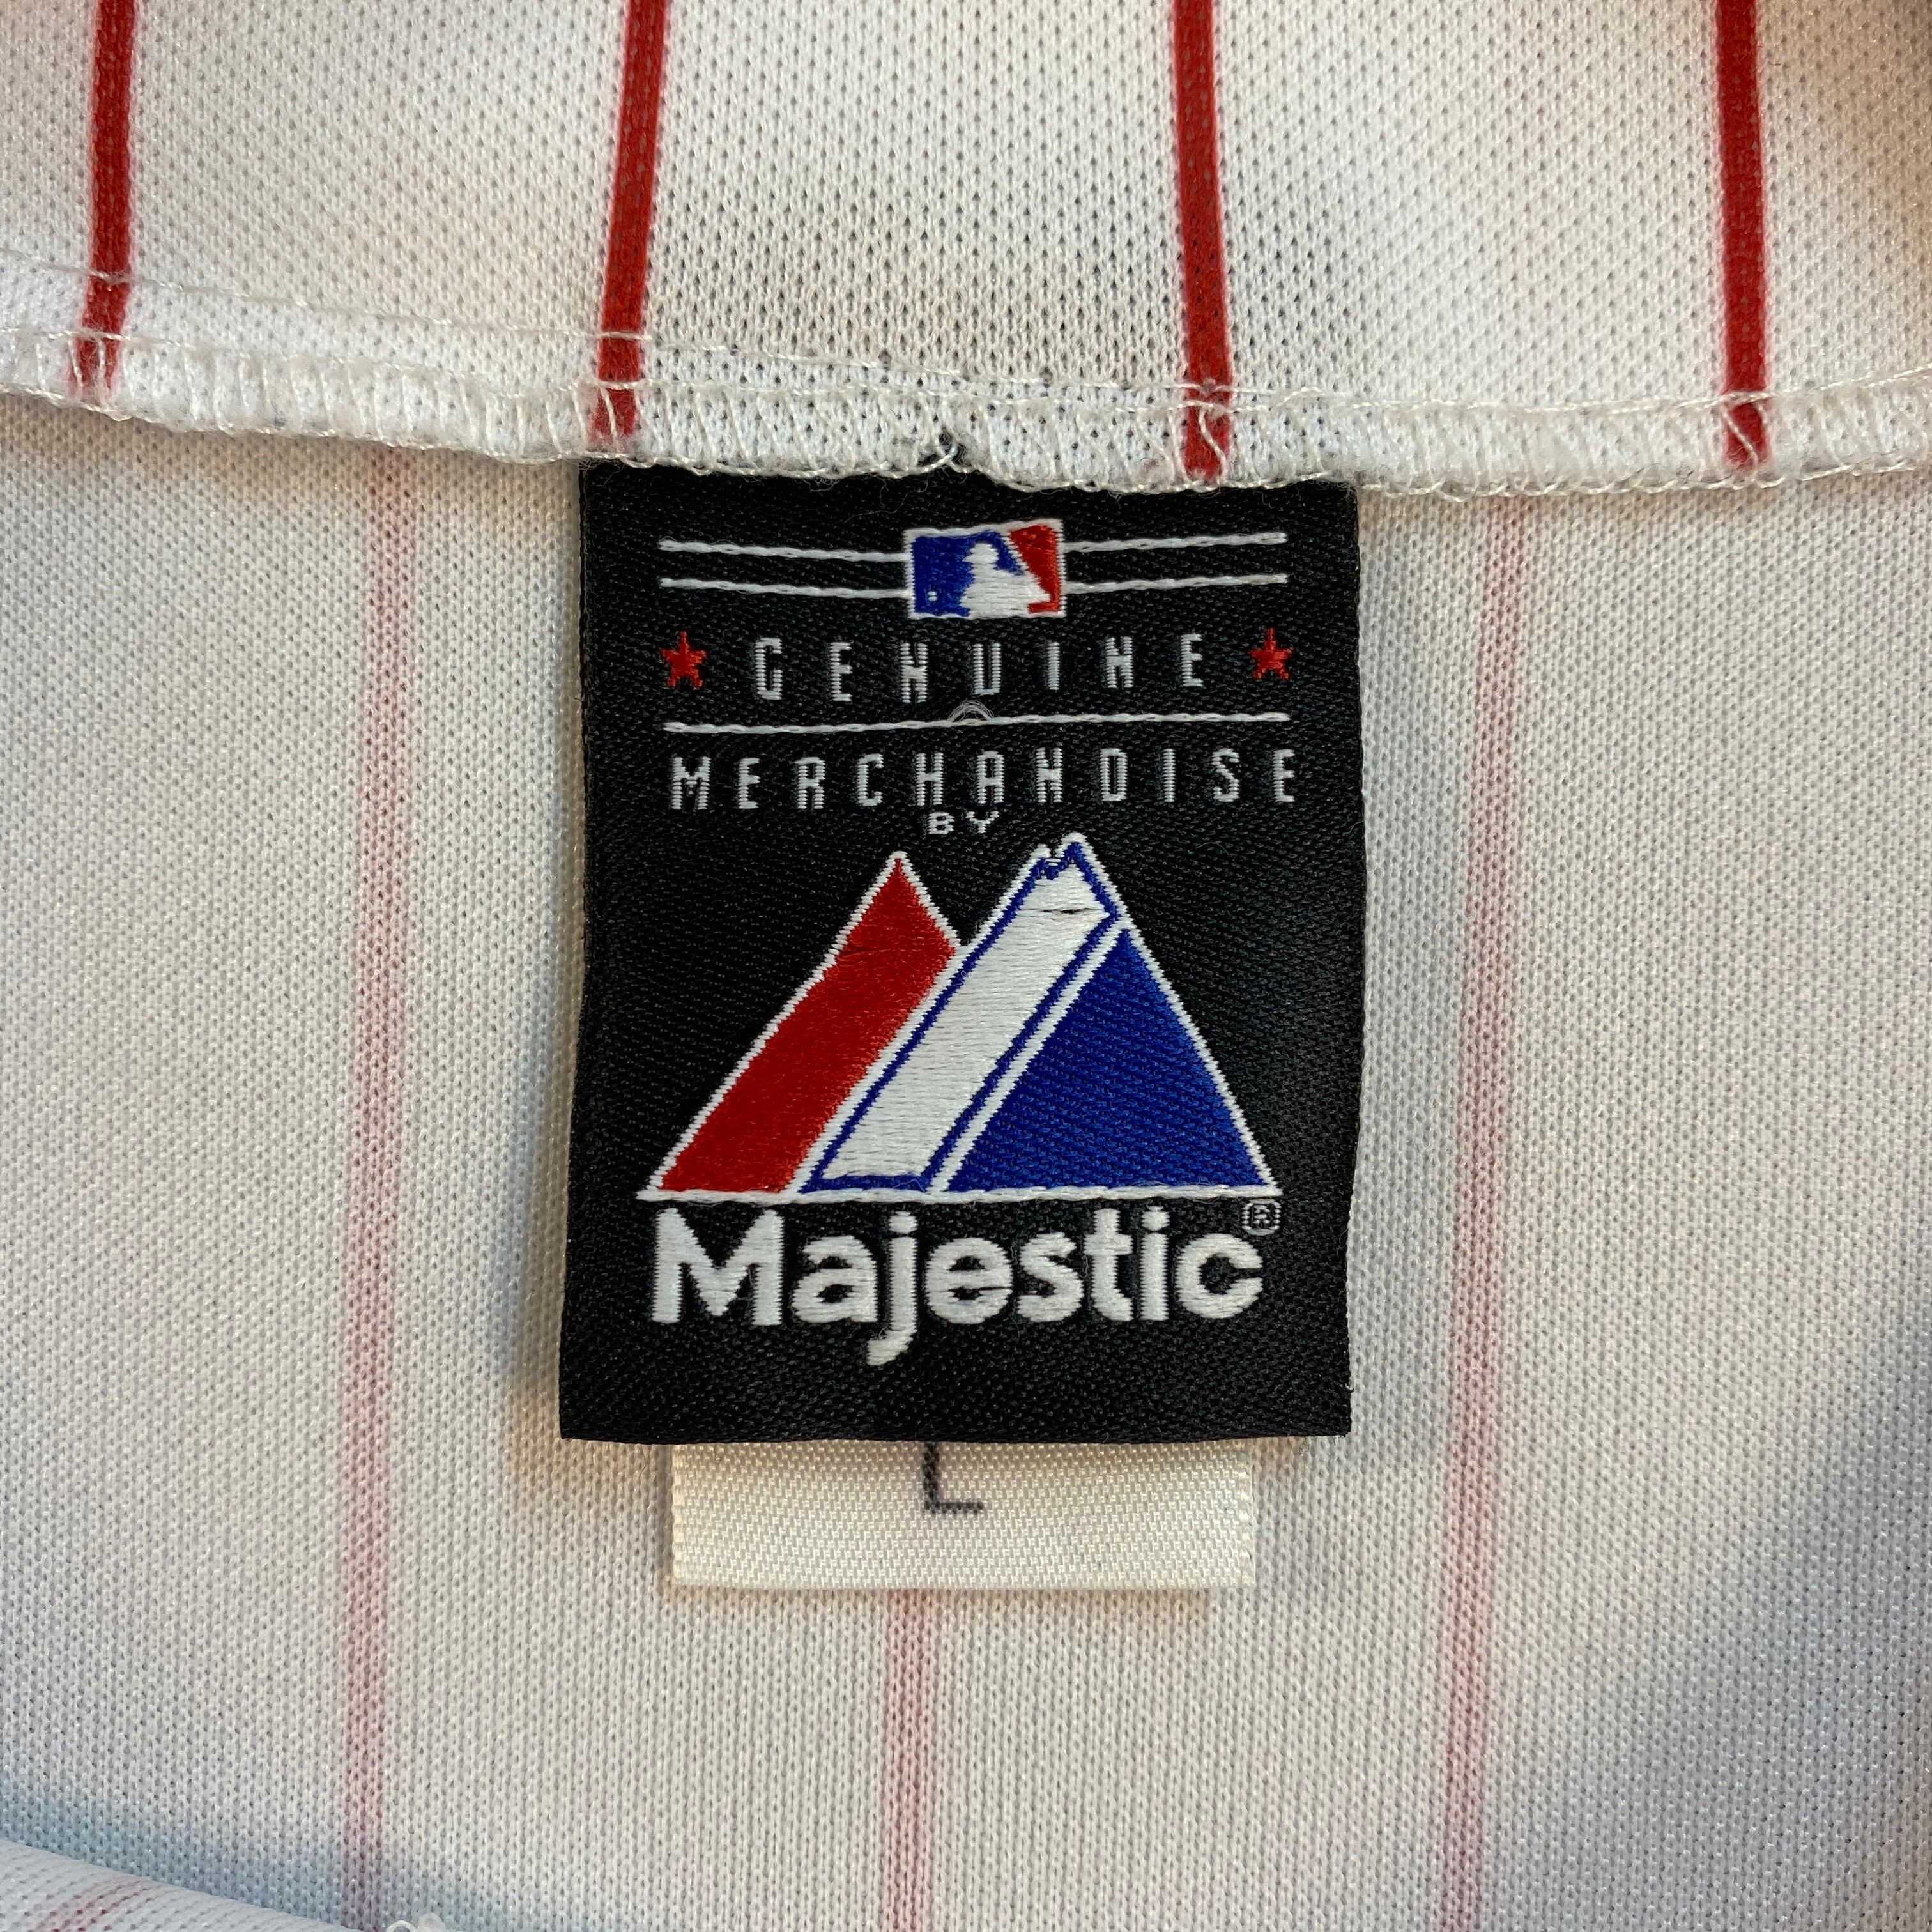 GENUINE
MERCHANDISE
BY
Majestic®
L